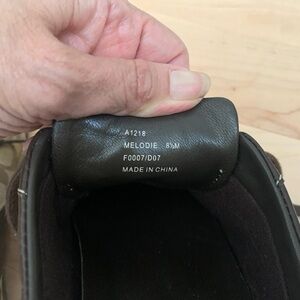 A1218
MELODIE 8½M
F0007/D07
MADE IN CHINA